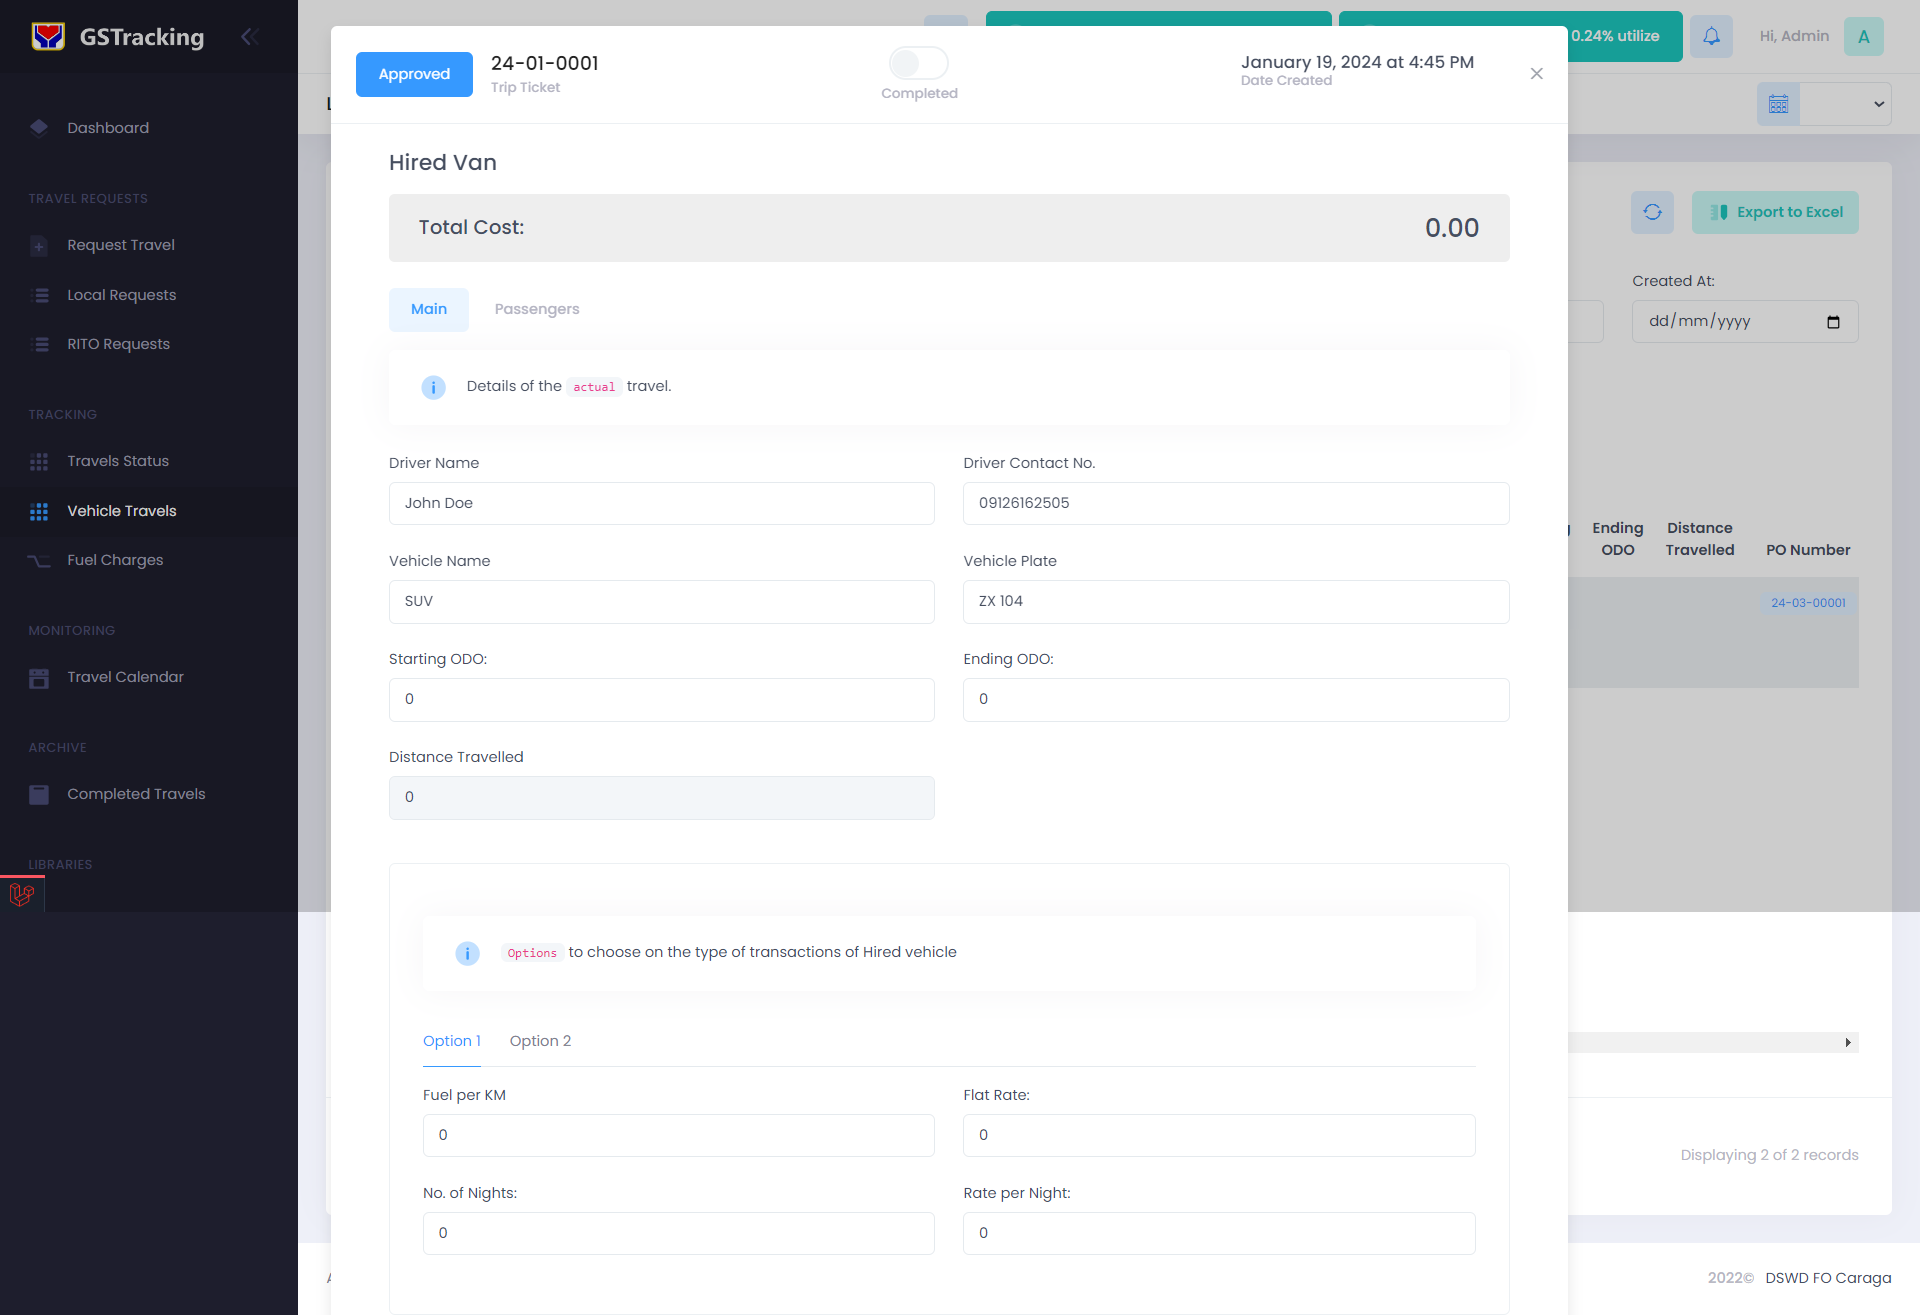 GSTracking
Dashboard
TRAVEL REQUESTS
Request Travel
Local Requests
RITO Requests
TRACKING
Travels Status
Vehicle Travels
Fuel Charges
MONITORING
Travel Calendar
ARCHIVE
Completed Travels
LIBRARIES
0.24% utilize
Hi, Admin
A
Approved
24-01-0001
Trip Ticket
Completed
January 19, 2024 at 4:45 PM
Date Created
Hired Van
Total Cost:
0.00
Main
Passengers
Details of the actual travel.
Driver Name
Driver Contact No.
John Doe
09126162505
Vehicle Name
Vehicle Plate
SUV
ZX 104
Starting ODO:
Ending ODO:
0
0
Distance Travelled
0
Options to choose on the type of transactions of Hired vehicle
Option 1
Option 2
Fuel per KM
Flat Rate:
0
0
No. of Nights:
Rate per Night:
0
0
Export to Excel
Created At:
dd/mm/yyyy
Ending ODO
Distance Travelled
PO Number
24-03-00001
Displaying 2 of 2 records
2022© DSWD FO Caraga